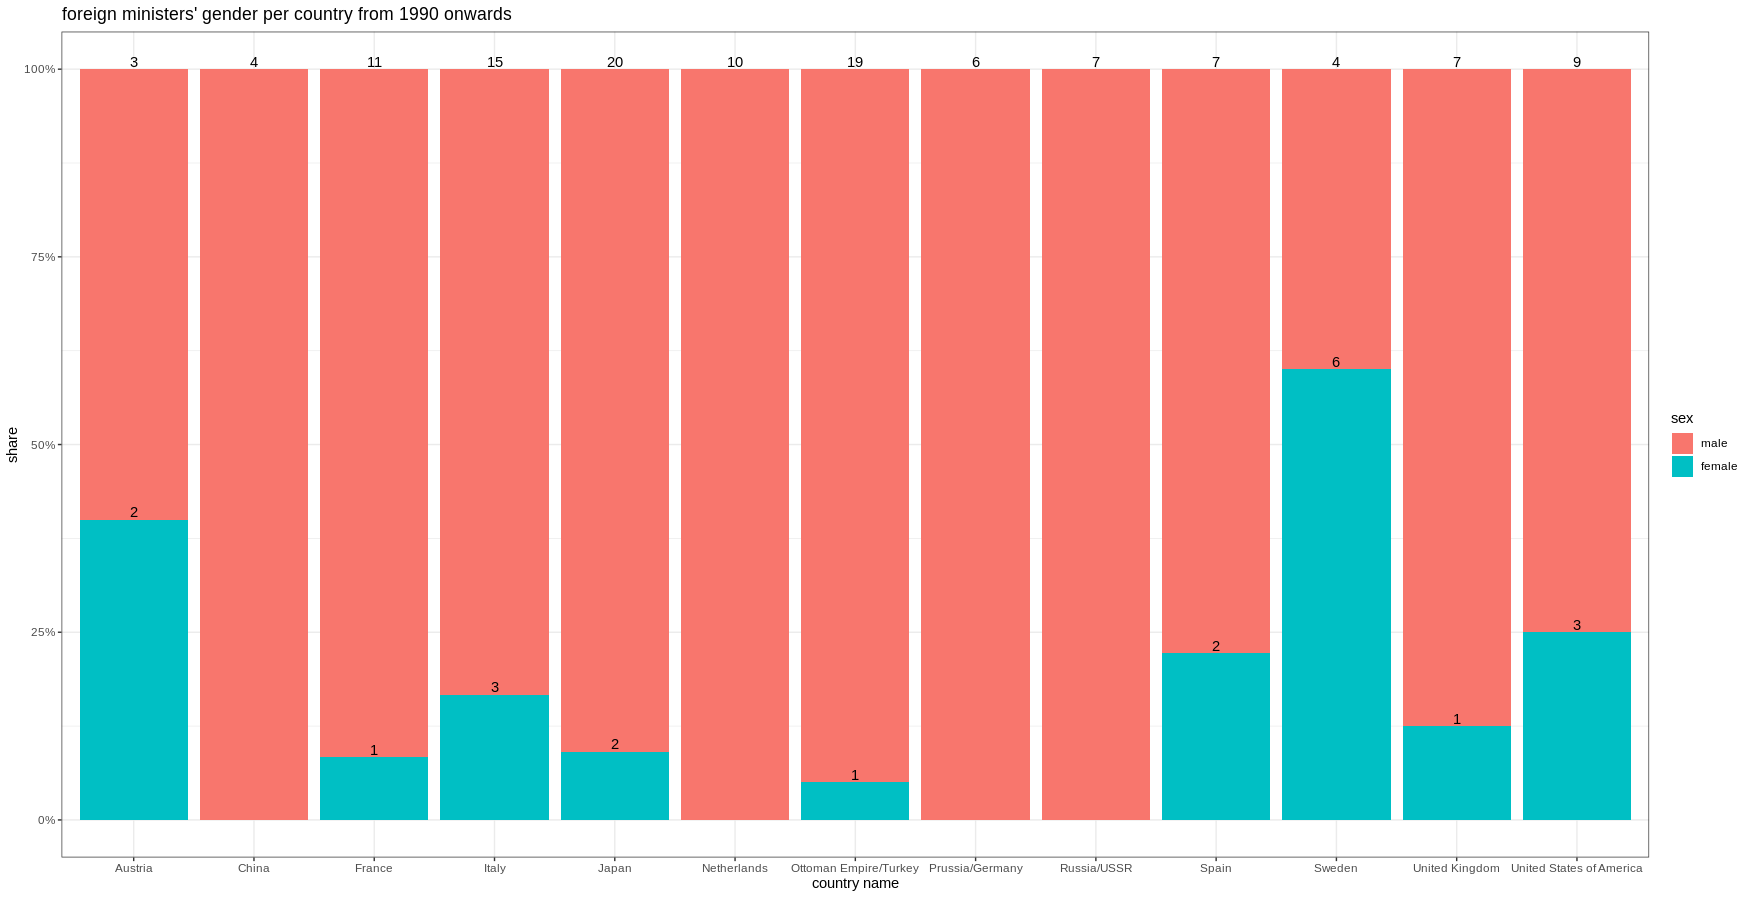 foreign ministers' gender per country from 1990 onwards
3 4 11 15 20 10 19 6 7 7 4 7 9
100%
75%
6
sex
male
50%
share
female
2
25%
3
2
3
1
1
2
1
0%
Austria China France Italy Japan Netherlands Ottoman Empire/Turkey Prussia/Germany Russia/USSR Spain Sweden United Kingdom United States of America
country name